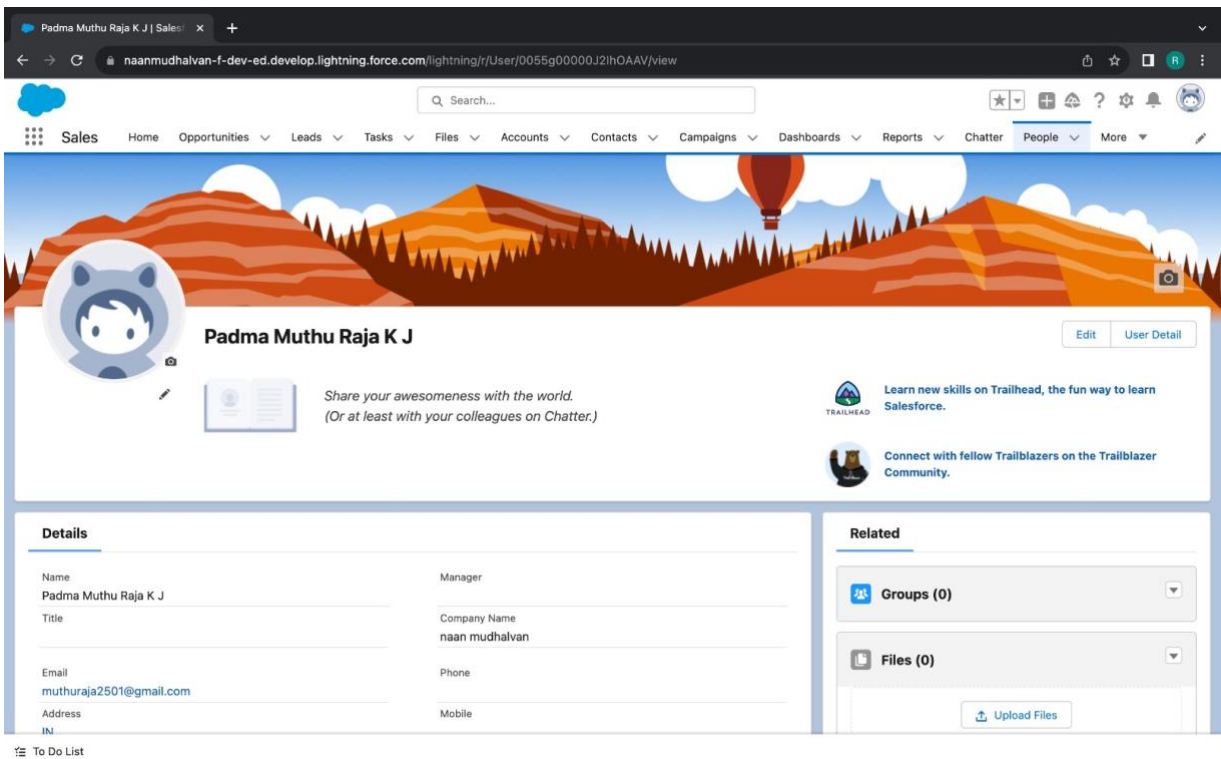 Padma Muthu Raja K J | Sales
naanmudhalvan-f-dev-ed.develop.lightning.force.com/lightning/r/User/0055g00000J2IhOAAV/view
R
Search...
Sales Home Opportunities Leads Tasks Files Accounts Contacts Campaigns Dashboards Reports Chatter People More
Padma Muthu Raja K J
Edit User Detail
Share your awesomeness with the world.
(Or at least with your colleagues on Chatter.)
TRAILHEAD
Learn new skills on Trailhead, the fun way to learn
Salesforce.
Connect with fellow Trailblazers on the Trailblazer
Community.
Details
Name
Padma Muthu Raja K J
Manager
Title
Company Name
naan mudhalvan
Email
muthuraja2501@gmail.com
Phone
Address
IN
Mobile
Related
Groups (0)
Files (0)
Upload Files
To Do List